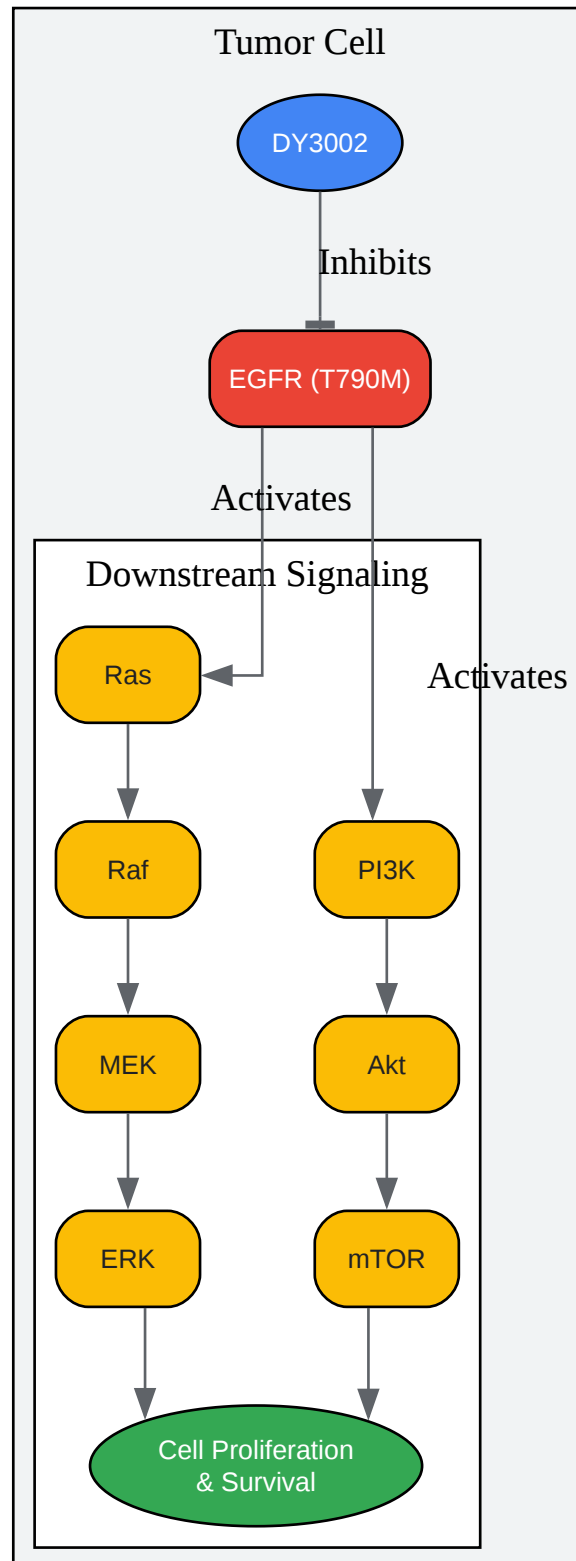 Tumor Cell
DY3002
Inhibits
EGFR (T790M)
Activates
Downstream Signaling
Ras
Activates
Raf
PI3K
MEK
Akt
ERK
mTOR
Cell Proliferation
& Survival